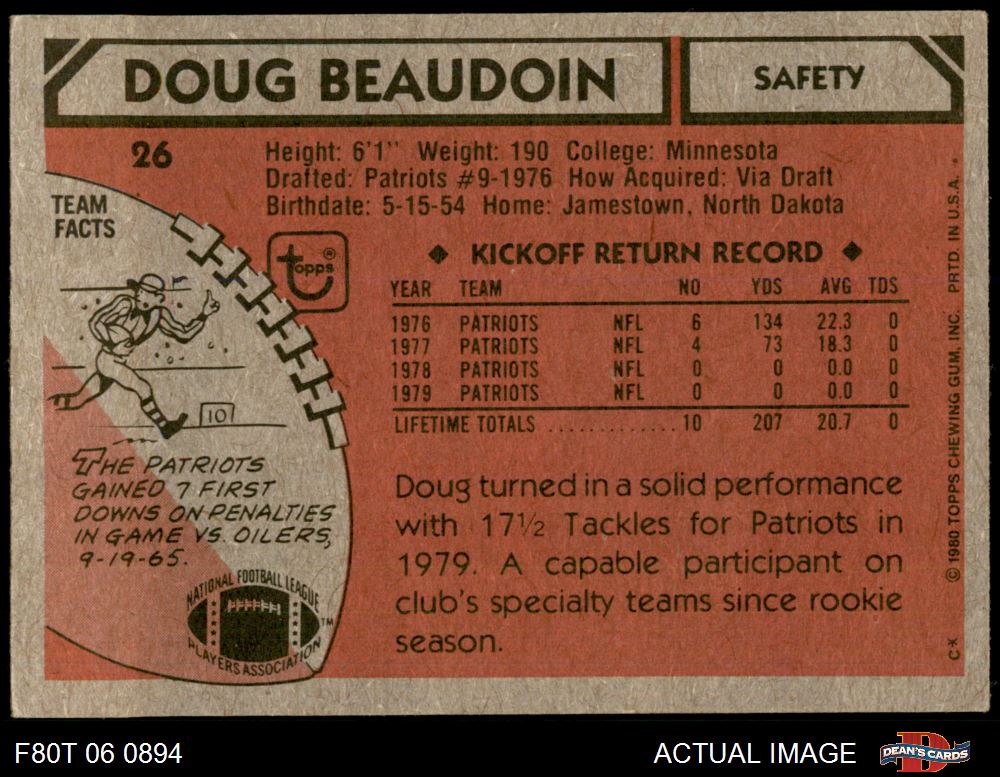 DOUG BEAUDOIN
SAFETY
26
Height: 6'1" Weight: 190 College: Minnesota
Drafted: Patriots #9-1976 How Acquired: Via Draft
Birthdate: 5-15-54 Home: Jamestown, North Dakota
TEAM
FACTS
topps®
10
THE PATRIOTS
GAINED 7 FIRST
DOWNS ON PENALTIES
IN GAME VS. OILERS,
9-19-65.
NATIONAL FOOTBALL LEAGUE
PLAYERS ASSOCIATION
TM
◆ KICKOFF RETURN RECORD ◆
YEAR TEAM NO YDS AVG TDS
1976 PATRIOTS NFL 6 134 22.3 0
1977 PATRIOTS NFL 4 73 18.3 0
1978 PATRIOTS NFL 0 0 0.0 0
1979 PATRIOTS NFL 0 0 0.0 0
LIFETIME TOTALS ............ 10 207 20.7 0
Doug turned in a solid performance
with 17½ Tackles for Patriots in
1979. A capable participant on
club's specialty teams since rookie
season.
C-K © 1980 TOPPS CHEWING GUM, INC. PRTD. IN U.S.A.
F80T 06 0894
ACTUAL IMAGE
D
DEAN'S CARDS